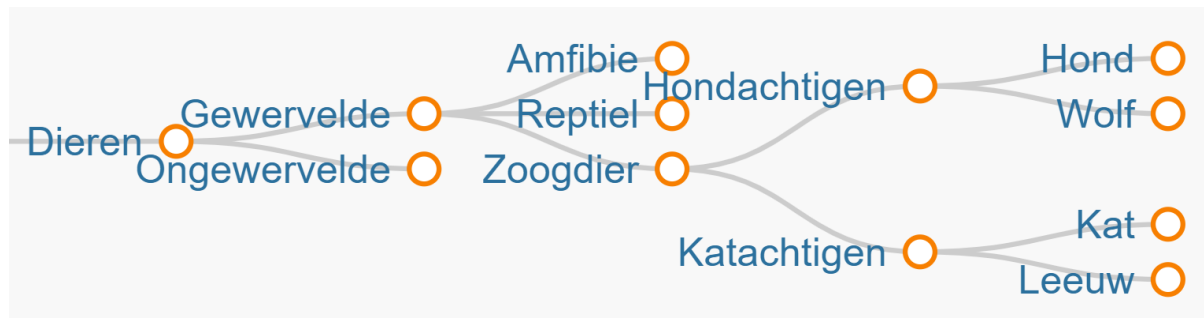 Amfibie
Hond
Hondachtigen
Gewervelde
Reptiel
Wolf
Dieren
Ongewervelde
Zoogdier
Kat
Katachtigen
Leeuw